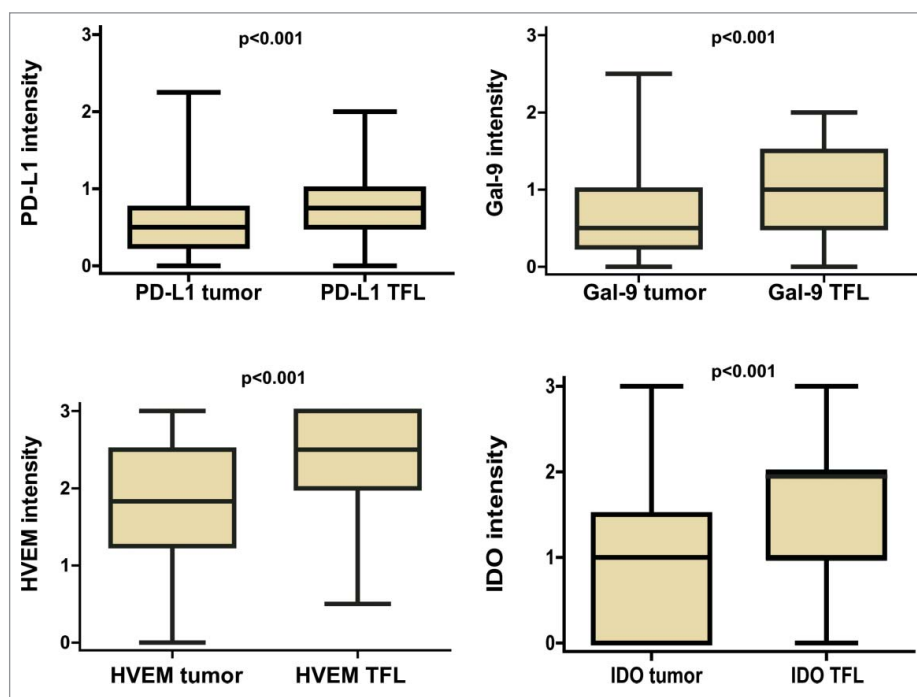 p<0.001
PD-L1 intensity
3
2
1
0
PD-L1 tumor
PD-L1 TFL
p<0.001
Gal-9 intensity
3
2
1
0
Gal-9 tumor
Gal-9 TFL
p<0.001
HVEM intensity
3
2
1
0
HVEM tumor
HVEM TFL
p<0.001
IDO intensity
3
2
1
0
IDO tumor
IDO TFL